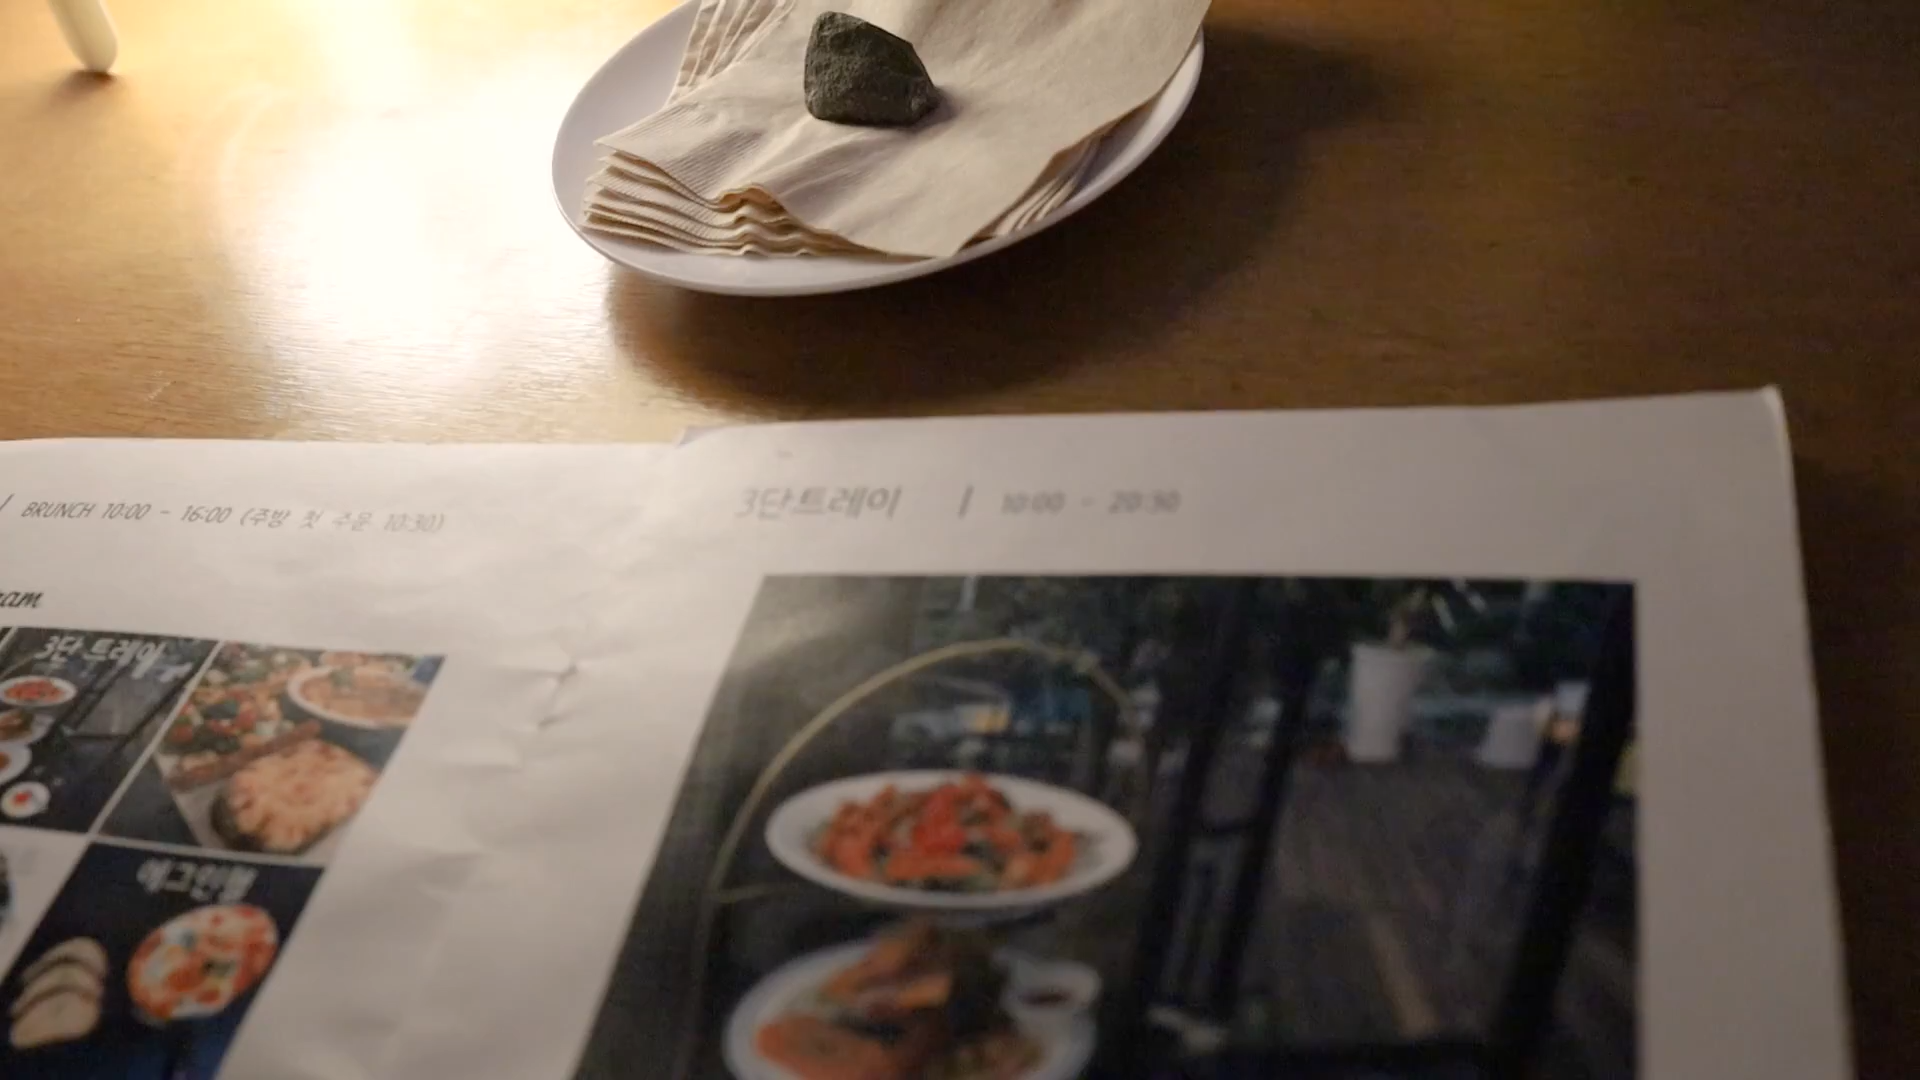 / BRUNCH 10:00 - 16:00 (주방 첫 주문 10:30)
am
3단 트레이
에그인헬
3단트레이 / 10:00 - 20:30